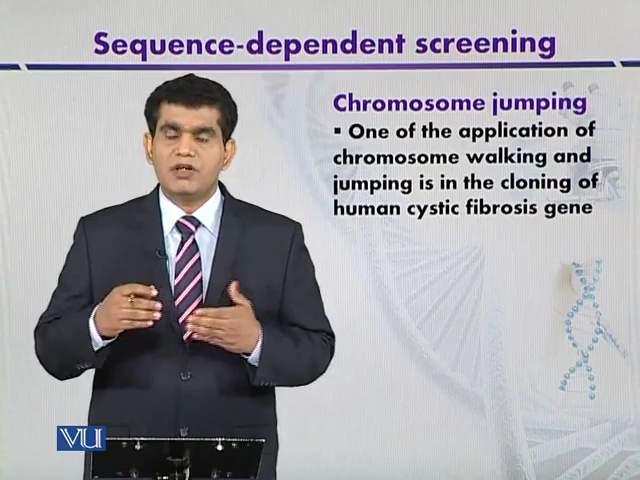 Sequence-dependent screening
Chromosome jumping
▪ One of the application of
chromosome walking and
jumping is in the cloning of
human cystic fibrosis gene
VU